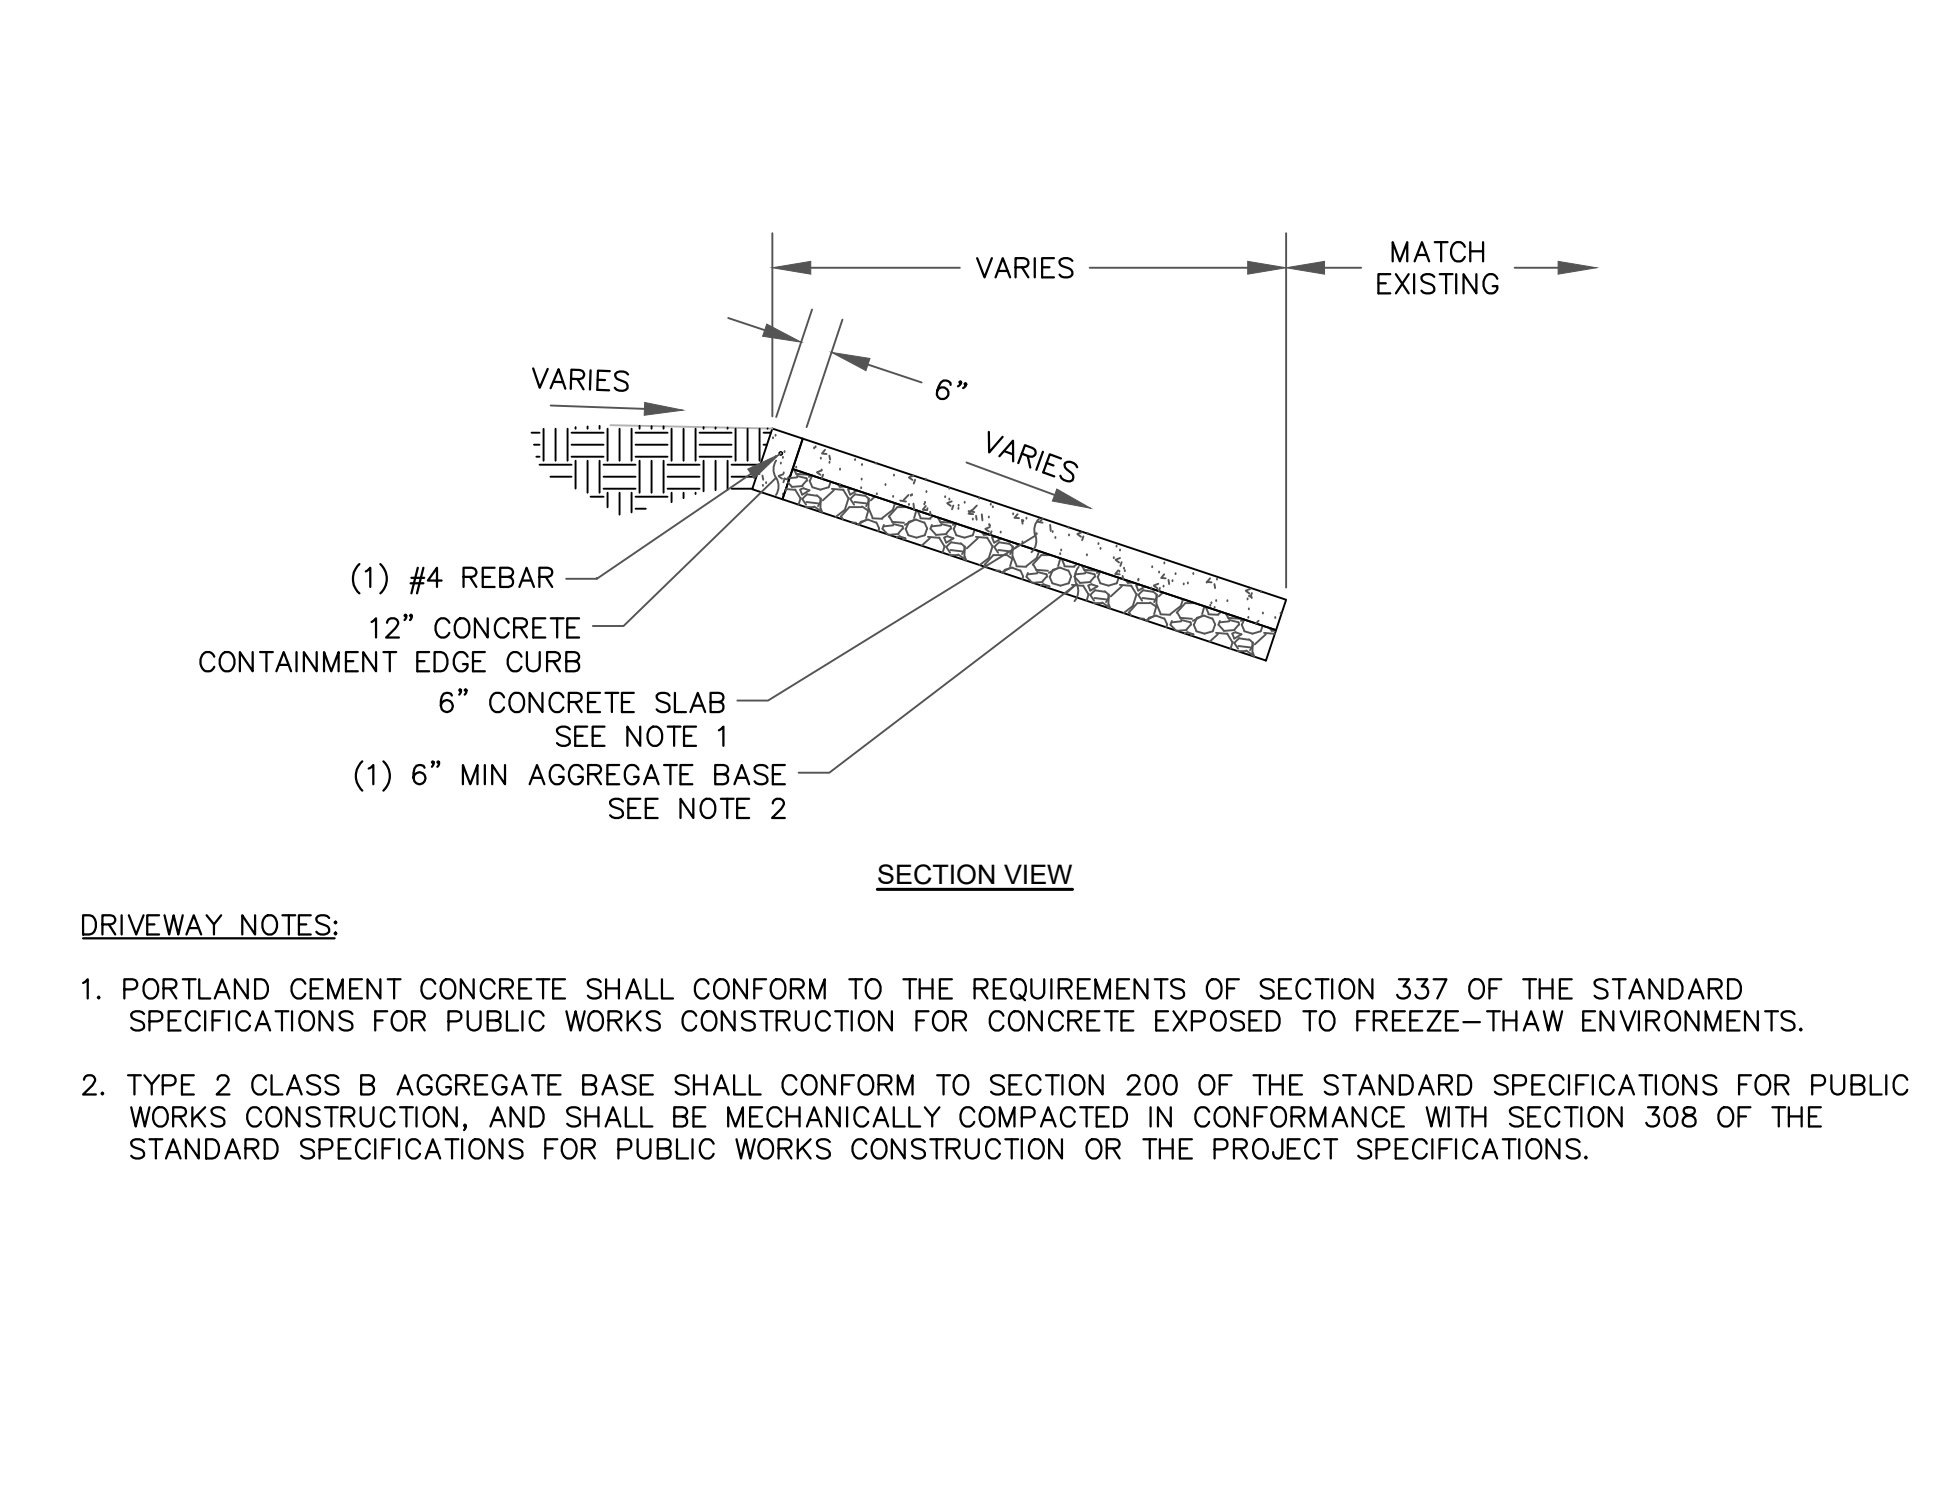 VARIES
MATCH
EXISTING
6”
VARIES
VARIES
(1) #4 REBAR
12” CONCRETE
CONTAINMENT EDGE CURB
6” CONCRETE SLAB
SEE NOTE 1
(1) 6” MIN AGGREGATE BASE
SEE NOTE 2
SECTION VIEW
DRIVEWAY NOTES:
1. PORTLAND CEMENT CONCRETE SHALL CONFORM TO THE REQUIREMENTS OF SECTION 337 OF THE STANDARD
SPECIFICATIONS FOR PUBLIC WORKS CONSTRUCTION FOR CONCRETE EXPOSED TO FREEZE–THAW ENVIRONMENTS.
2. TYPE 2 CLASS B AGGREGATE BASE SHALL CONFORM TO SECTION 200 OF THE STANDARD SPECIFICATIONS FOR PUBLIC
WORKS CONSTRUCTION, AND SHALL BE MECHANICALLY COMPACTED IN CONFORMANCE WITH SECTION 308 OF THE
STANDARD SPECIFICATIONS FOR PUBLIC WORKS CONSTRUCTION OR THE PROJECT SPECIFICATIONS.